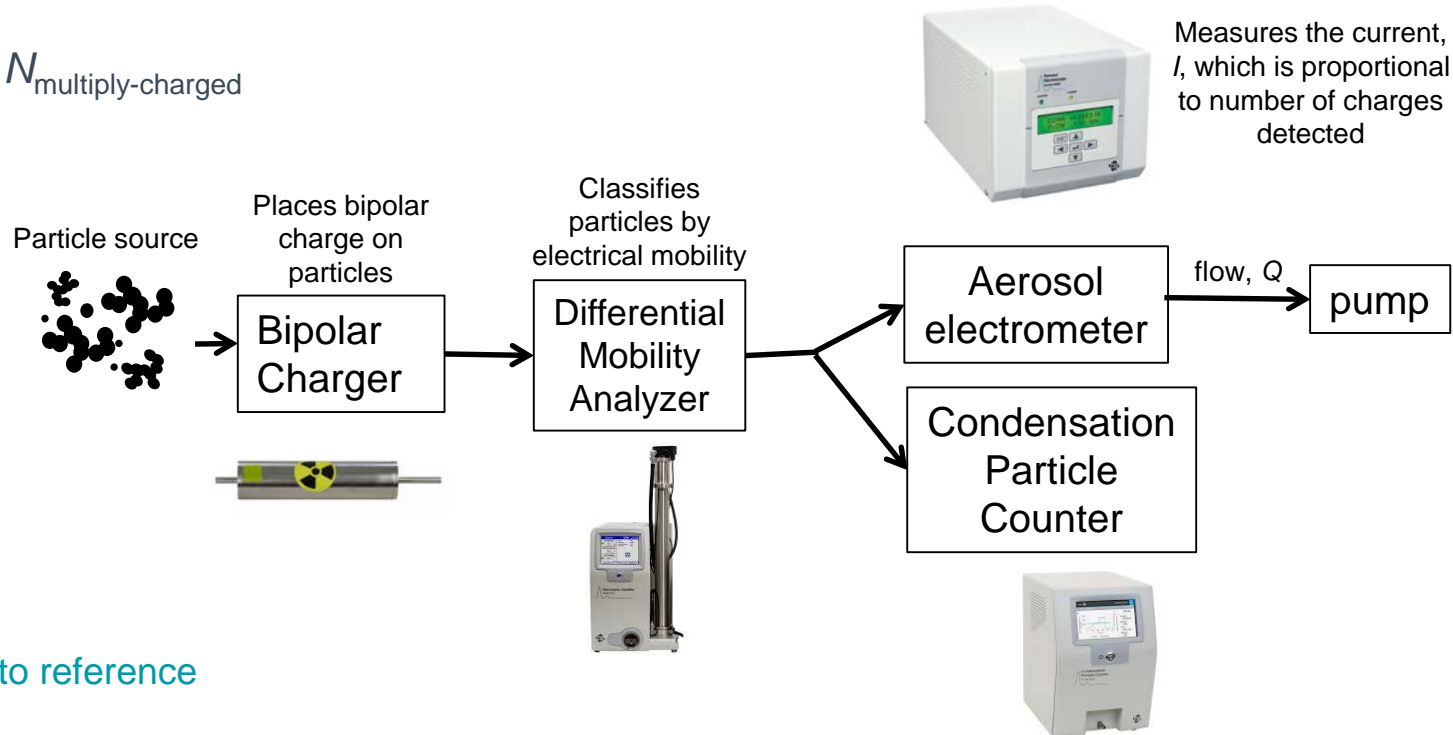 N multiply-charged
Measures the current,
I, which is proportional
to number of charges
detected
Particle source
Places bipolar
charge on
particles
Bipolar
Charger
Classifies
particles by
electrical mobility
Differential
Mobility
Analyzer
Aerosol
electrometer
flow, Q
pump
Condensation
Particle
Counter
to reference